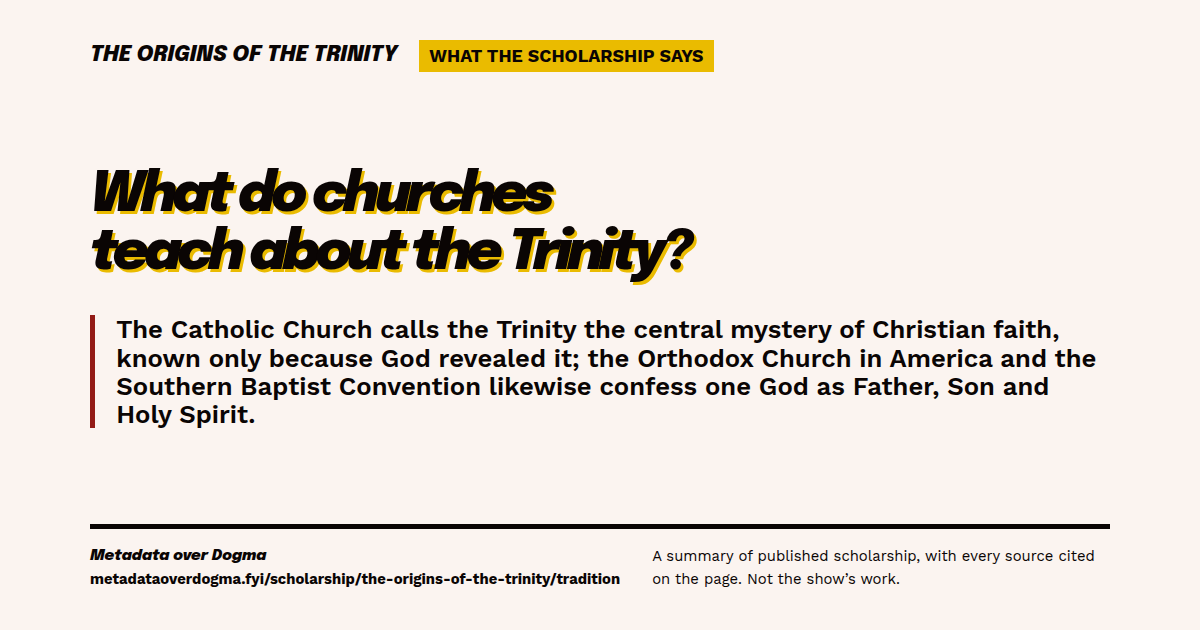 THE ORIGINS OF THE TRINITY
WHAT THE SCHOLARSHIP SAYS
What do churches
teach about the Trinity?
The Catholic Church calls the Trinity the central mystery of Christian faith,
known only because God revealed it; the Orthodox Church in America and the
Southern Baptist Convention likewise confess one God as Father, Son and
Holy Spirit.
Metadata over Dogma
metadataoverdogma.fyi/scholarship/the-origins-of-the-trinity/tradition
A summary of published scholarship, with every source cited
on the page. Not the show’s work.